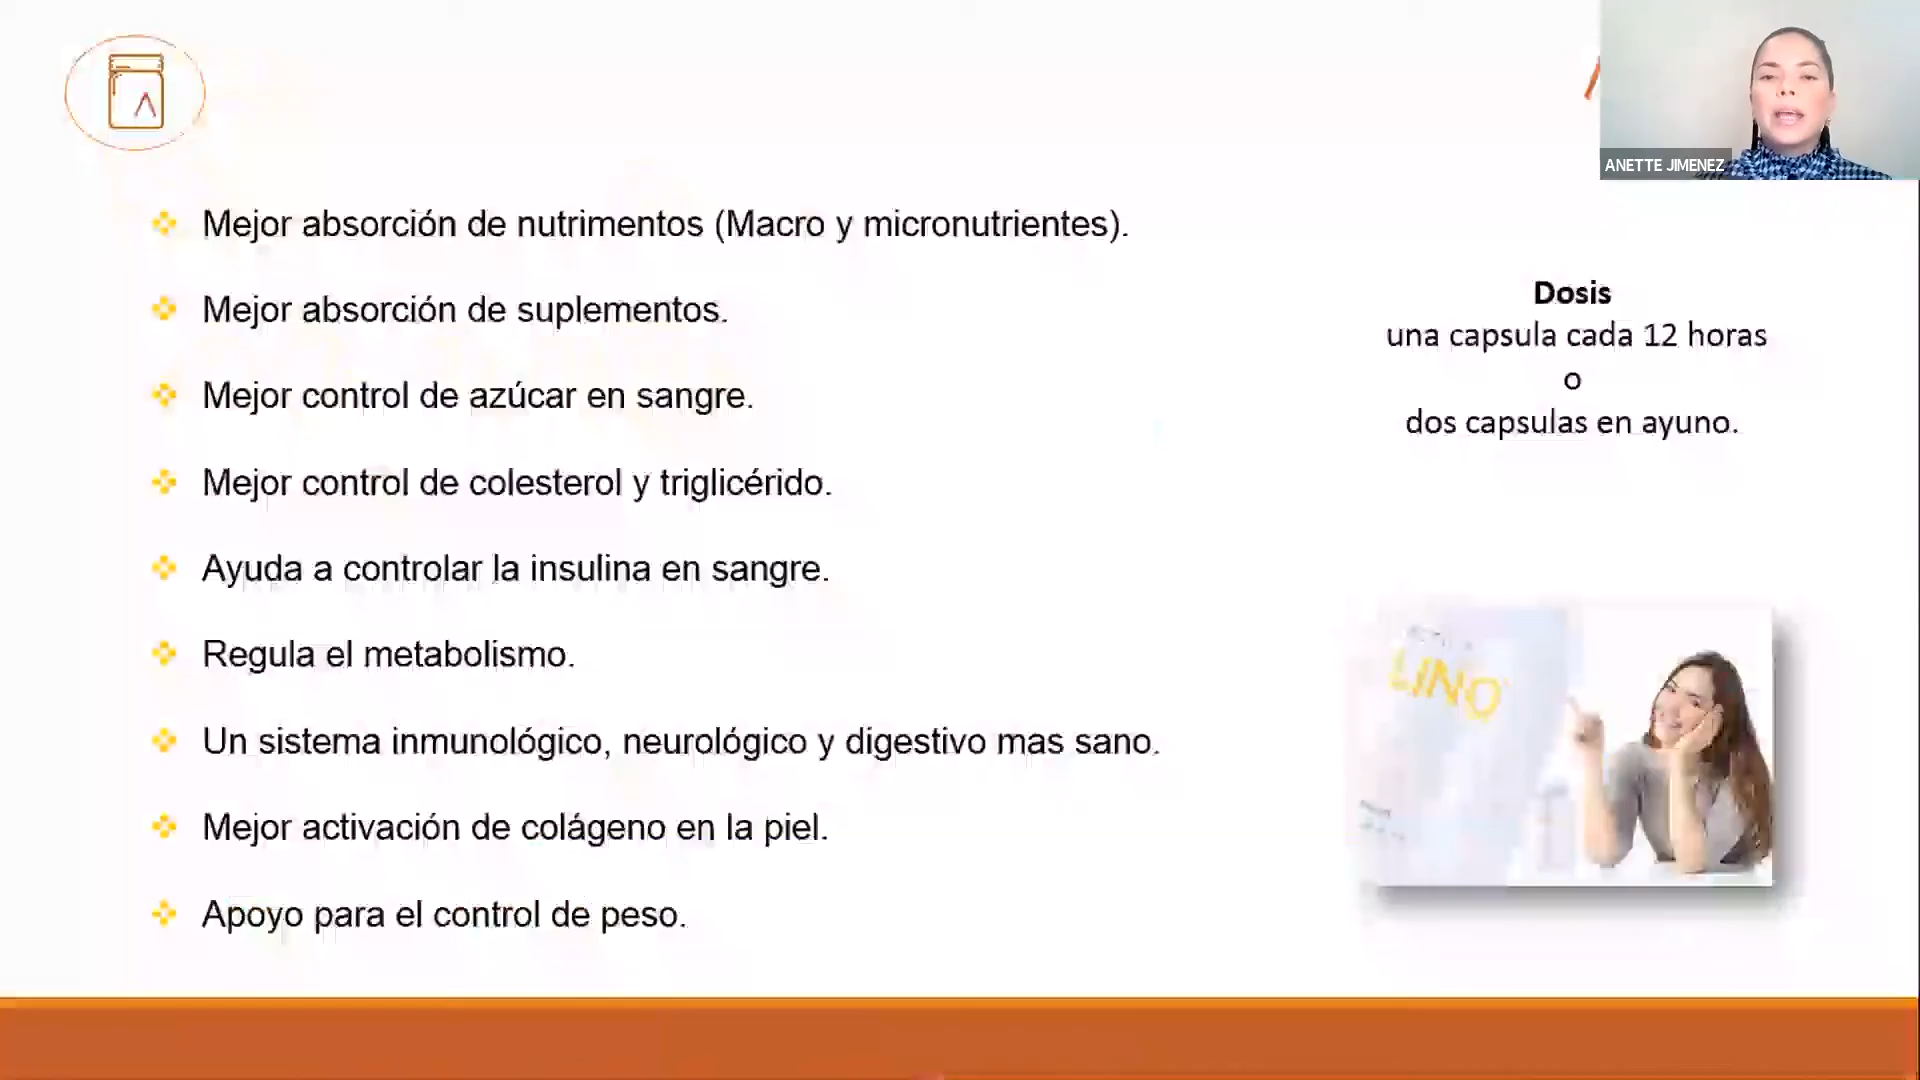 ANETTE JIMENEZ
Mejor absorción de nutrimentos (Macro y micronutrientes).
Mejor absorción de suplementos.
Mejor control de azúcar en sangre.
Mejor control de colesterol y triglicérido.
Ayuda a controlar la insulina en sangre.
Regula el metabolismo.
Un sistema inmunológico, neurológico y digestivo mas sano.
Mejor activación de colágeno en la piel.
Apoyo para el control de peso.
Dosis
una capsula cada 12 horas
o
dos capsulas en ayuno.
LINO